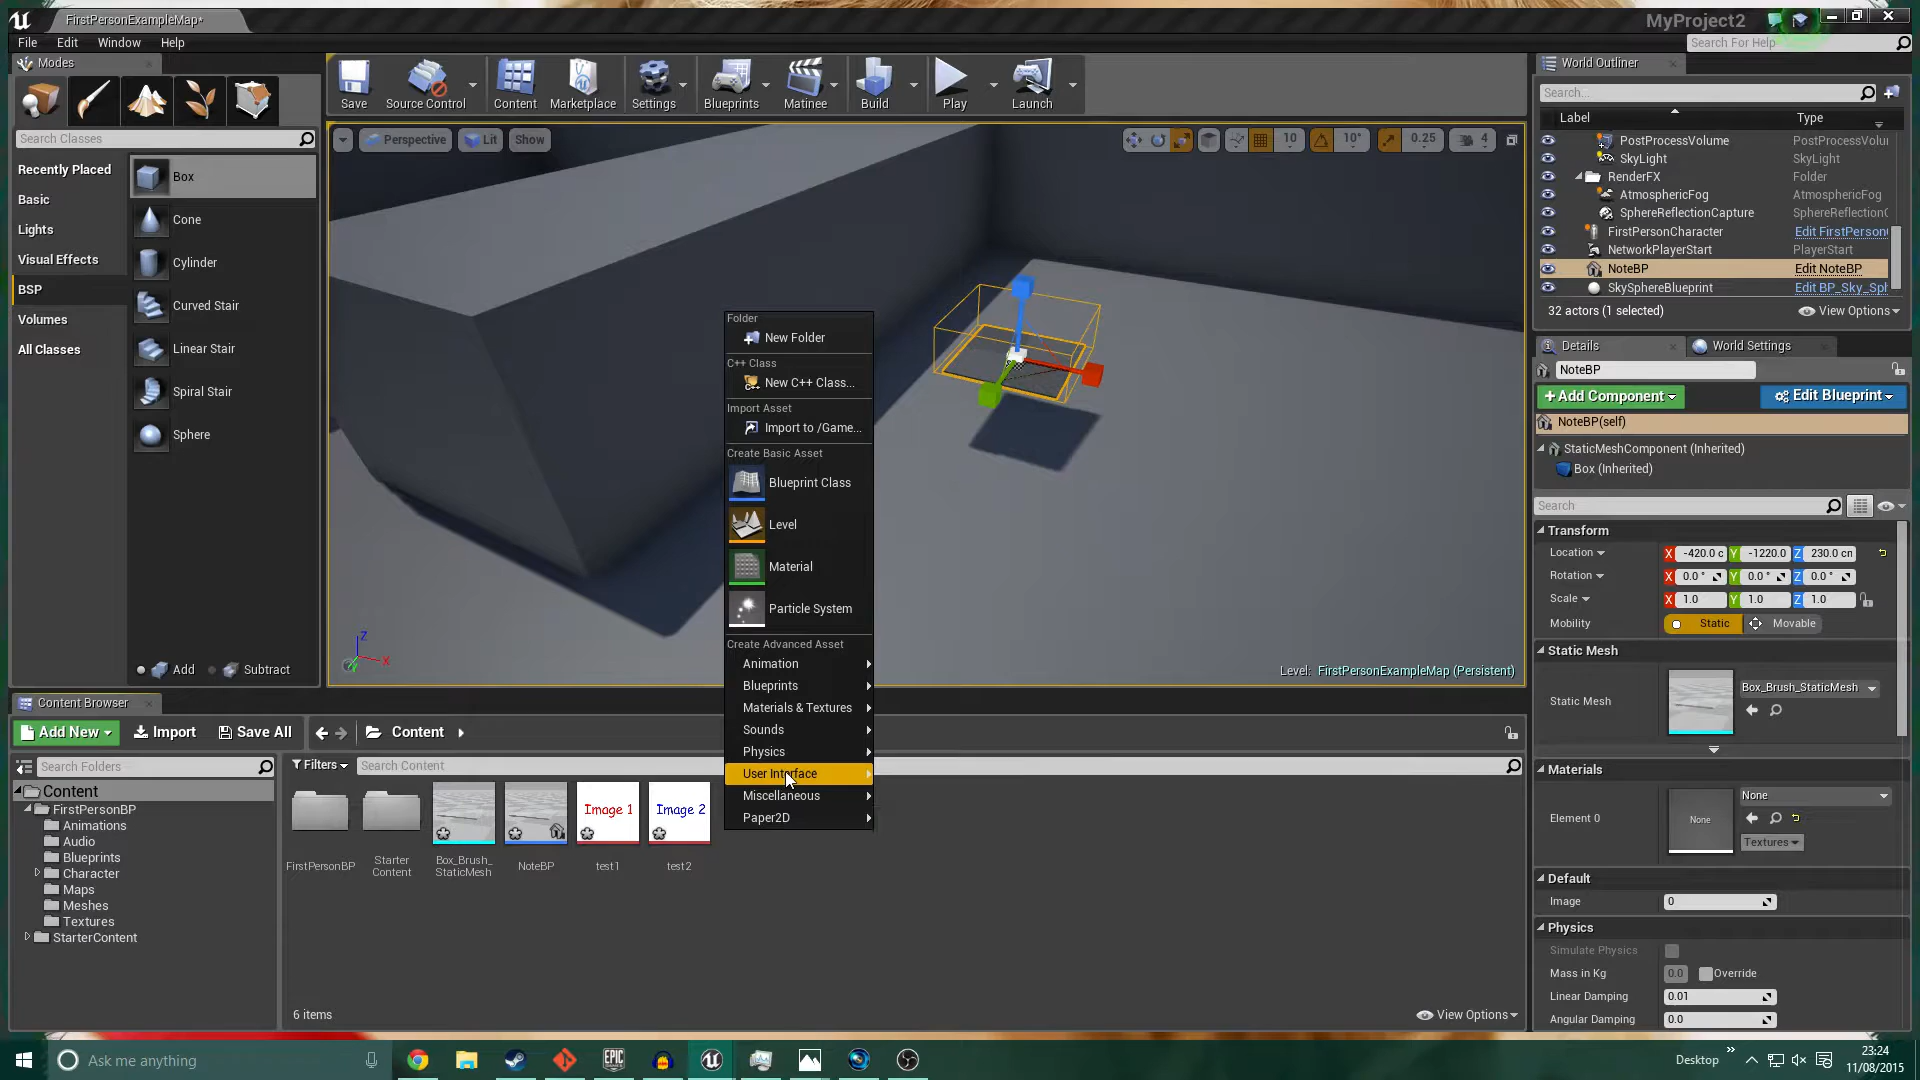 FirstPersonExampleMap*
MyProject2
File Edit Window Help
Search For Help
Modes
Search Classes
Recently Placed
Basic
Lights
Visual Effects
BSP
Volumes
All Classes
Box
Cone
Cylinder
Curved Stair
Linear Stair
Spiral Stair
Sphere
Add Subtract
Save Source Control Content Marketplace Settings Blueprints Matinee Build Play Launch
Perspective Lit Show
10 10° 0.25 4
Level: FirstPersonExampleMap (Persistent)
Folder
New Folder
C++ Class
New C++ Class...
Import Asset
Import to /Game...
Create Basic Asset
Blueprint Class
Level
Material
Particle System
Create Advanced Asset
Animation
Blueprints
Materials & Textures
Sounds
Physics
User Interface
Miscellaneous
Paper2D
World Outliner
Search...
Label Type
PostProcessVolume PostProcessVolu
SkyLight SkyLight
RenderFX Folder
AtmosphericFog AtmosphericFog
SphereReflectionCapture SphereReflectionC
FirstPersonCharacter Edit FirstPerson
NetworkPlayerStart PlayerStart
NoteBP Edit NoteBP
SkySphereBlueprint Edit BP_Sky_Sph
32 actors (1 selected) View Options
Details World Settings
NoteBP
Add Component Edit Blueprint
NoteBP(self)
StaticMeshComponent (Inherited)
Box (Inherited)
Search
Transform
Location X -420.0 c Y -1220.0 Z 230.0 cm
Rotation X 0.0 ° Y 0.0 ° Z 0.0 °
Scale X 1.0 Y 1.0 Z 1.0
Mobility Static Movable
Static Mesh
Static Mesh Box_Brush_StaticMesh
Materials
Element 0 None None
Textures
Default
Image 0
Physics
Simulate Physics
Mass in Kg 0.0 Override
Linear Damping 0.01
Angular Damping 0.0
Content Browser
Add New Import Save All Content
Search Folders
Filters Search Content
Content
FirstPersonBP
Animations
Audio
Blueprints
Character
Maps
Meshes
Textures
StarterContent
Image 1 Image 2
FirstPersonBP
Starter Content
Box_Brush_StaticMesh
NoteBP
test1
test2
6 items
View Options
Ask me anything
EPIC GAMES
Desktop
23:24
11/08/2015